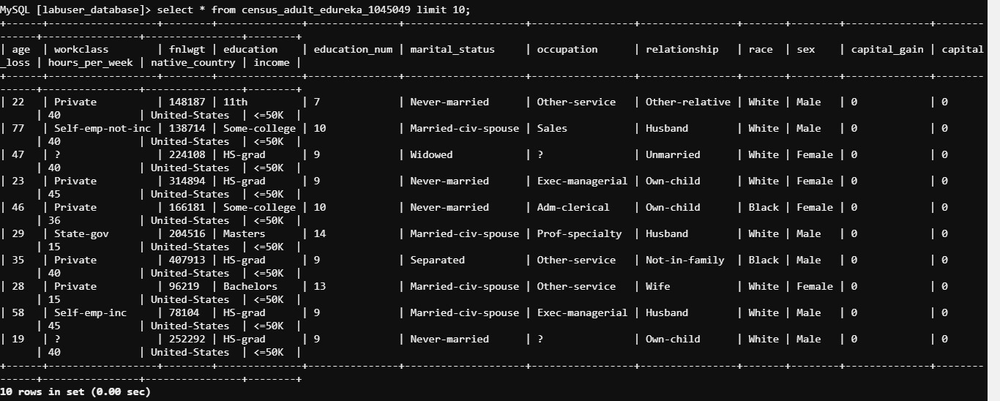 MySQL [labuser_database]> select * from census_adult_edureka_1045049 limit 10;
+------+------------------+--------+--------------+---------------+--------------------+-------------------+----------------+-------+--------+--------------+--------
------+----------------+----------------+--------+
| age  | workclass        | fnlwgt | education    | education_num | marital_status     | occupation        | relationship   | race  | sex    | capital_gain | capital
_loss | hours_per_week | native_country | income |
+------+------------------+--------+--------------+---------------+--------------------+-------------------+----------------+-------+--------+--------------+--------
------+----------------+----------------+--------+
| 22   | Private          | 148187 | 11th         | 7             | Never-married      | Other-service     | Other-relative | White | Male   | 0            | 0
      | 40             | United-States  | <=50K  |
| 77   | Self-emp-not-inc | 138714 | Some-college | 10            | Married-civ-spouse | Sales             | Husband        | White | Male   | 0            | 0
      | 40             | United-States  | <=50K  |
| 47   | ?                | 224108 | HS-grad      | 9             | Widowed            | ?                 | Unmarried      | White | Female | 0            | 0
      | 40             | United-States  | <=50K  |
| 23   | Private          | 314894 | HS-grad      | 9             | Never-married      | Exec-managerial   | Own-child      | White | Female | 0            | 0
      | 45             | United-States  | <=50K  |
| 46   | Private          | 166181 | Some-college | 10            | Never-married      | Adm-clerical      | Own-child      | Black | Female | 0            | 0
      | 36             | United-States  | <=50K  |
| 29   | State-gov        | 204516 | Masters      | 14            | Married-civ-spouse | Prof-specialty    | Husband        | White | Male   | 0            | 0
      | 15             | United-States  | <=50K  |
| 35   | Private          | 407913 | HS-grad      | 9             | Separated          | Other-service     | Not-in-family  | Black | Male   | 0            | 0
      | 40             | United-States  | <=50K  |
| 28   | Private          | 96219  | Bachelors    | 13            | Married-civ-spouse | Other-service     | Wife           | White | Female | 0            | 0
      | 15             | United-States  | <=50K  |
| 58   | Self-emp-inc     | 78104  | HS-grad      | 9             | Married-civ-spouse | Exec-managerial   | Husband        | White | Male   | 0            | 0
      | 45             | United-States  | <=50K  |
| 19   | ?                | 252292 | HS-grad      | 9             | Never-married      | ?                 | Own-child      | White | Male   | 0            | 0
      | 40             | United-States  | <=50K  |
+------+------------------+--------+--------------+---------------+--------------------+-------------------+----------------+-------+--------+--------------+--------
------+----------------+----------------+--------+
10 rows in set (0.00 sec)